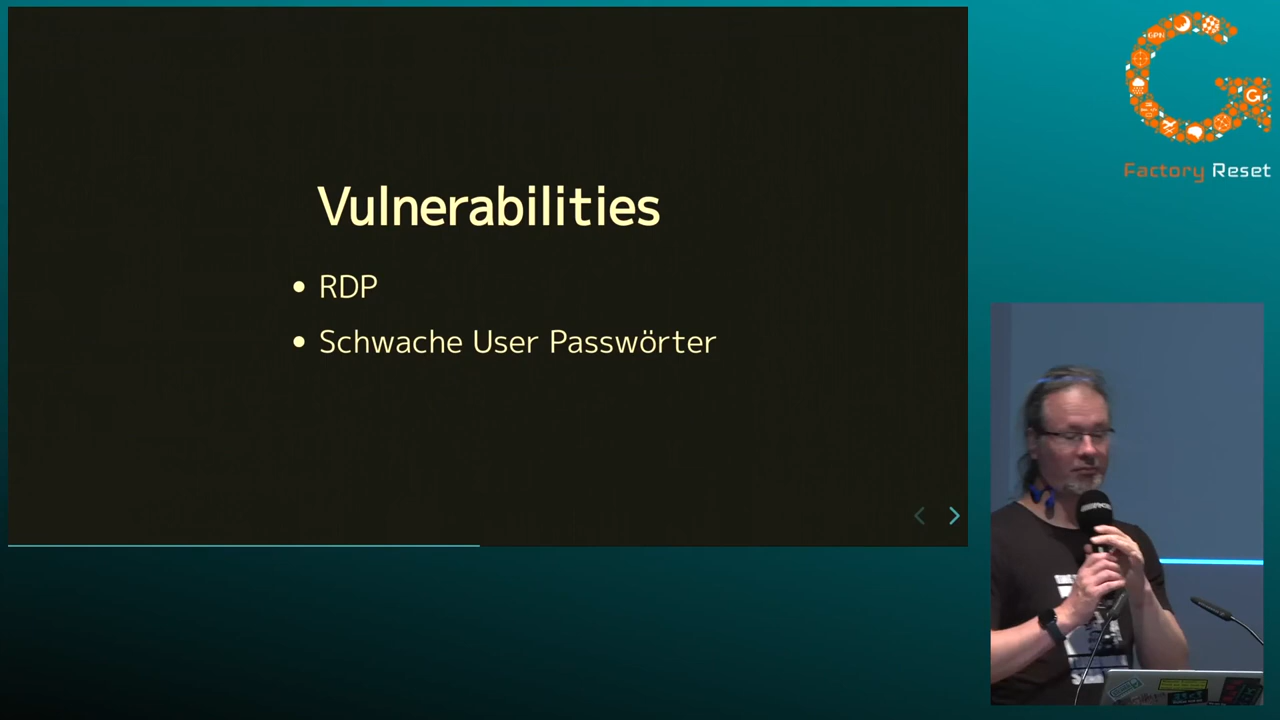 Vulnerabilities
RDP
Schwache User Passwörter
GPN
Factory Reset